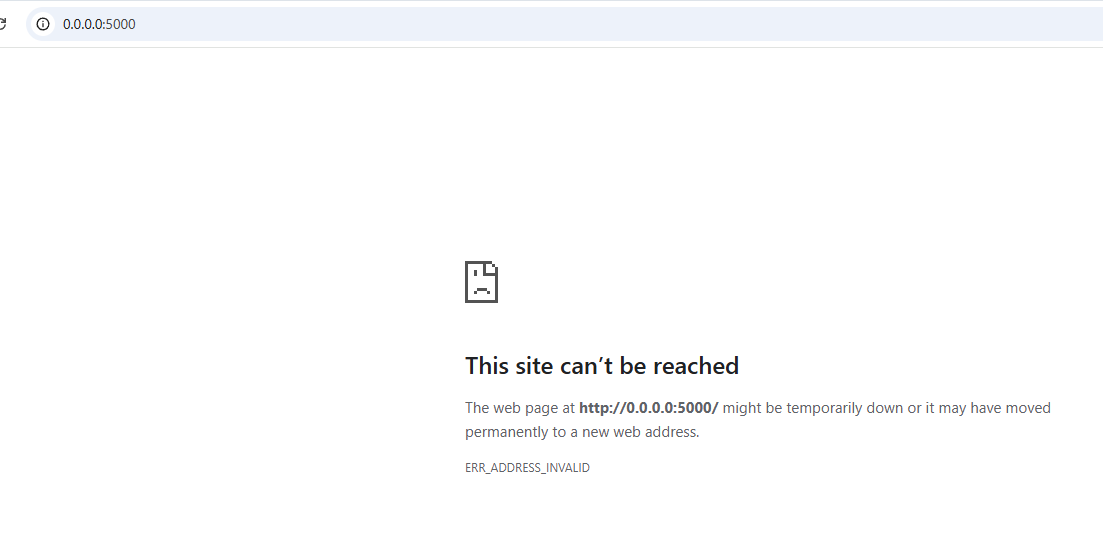 0.0.0.0:5000
This site can’t be reached
The web page at http://0.0.0.0:5000/ might be temporarily down or it may have moved
permanently to a new web address.
ERR_ADDRESS_INVALID